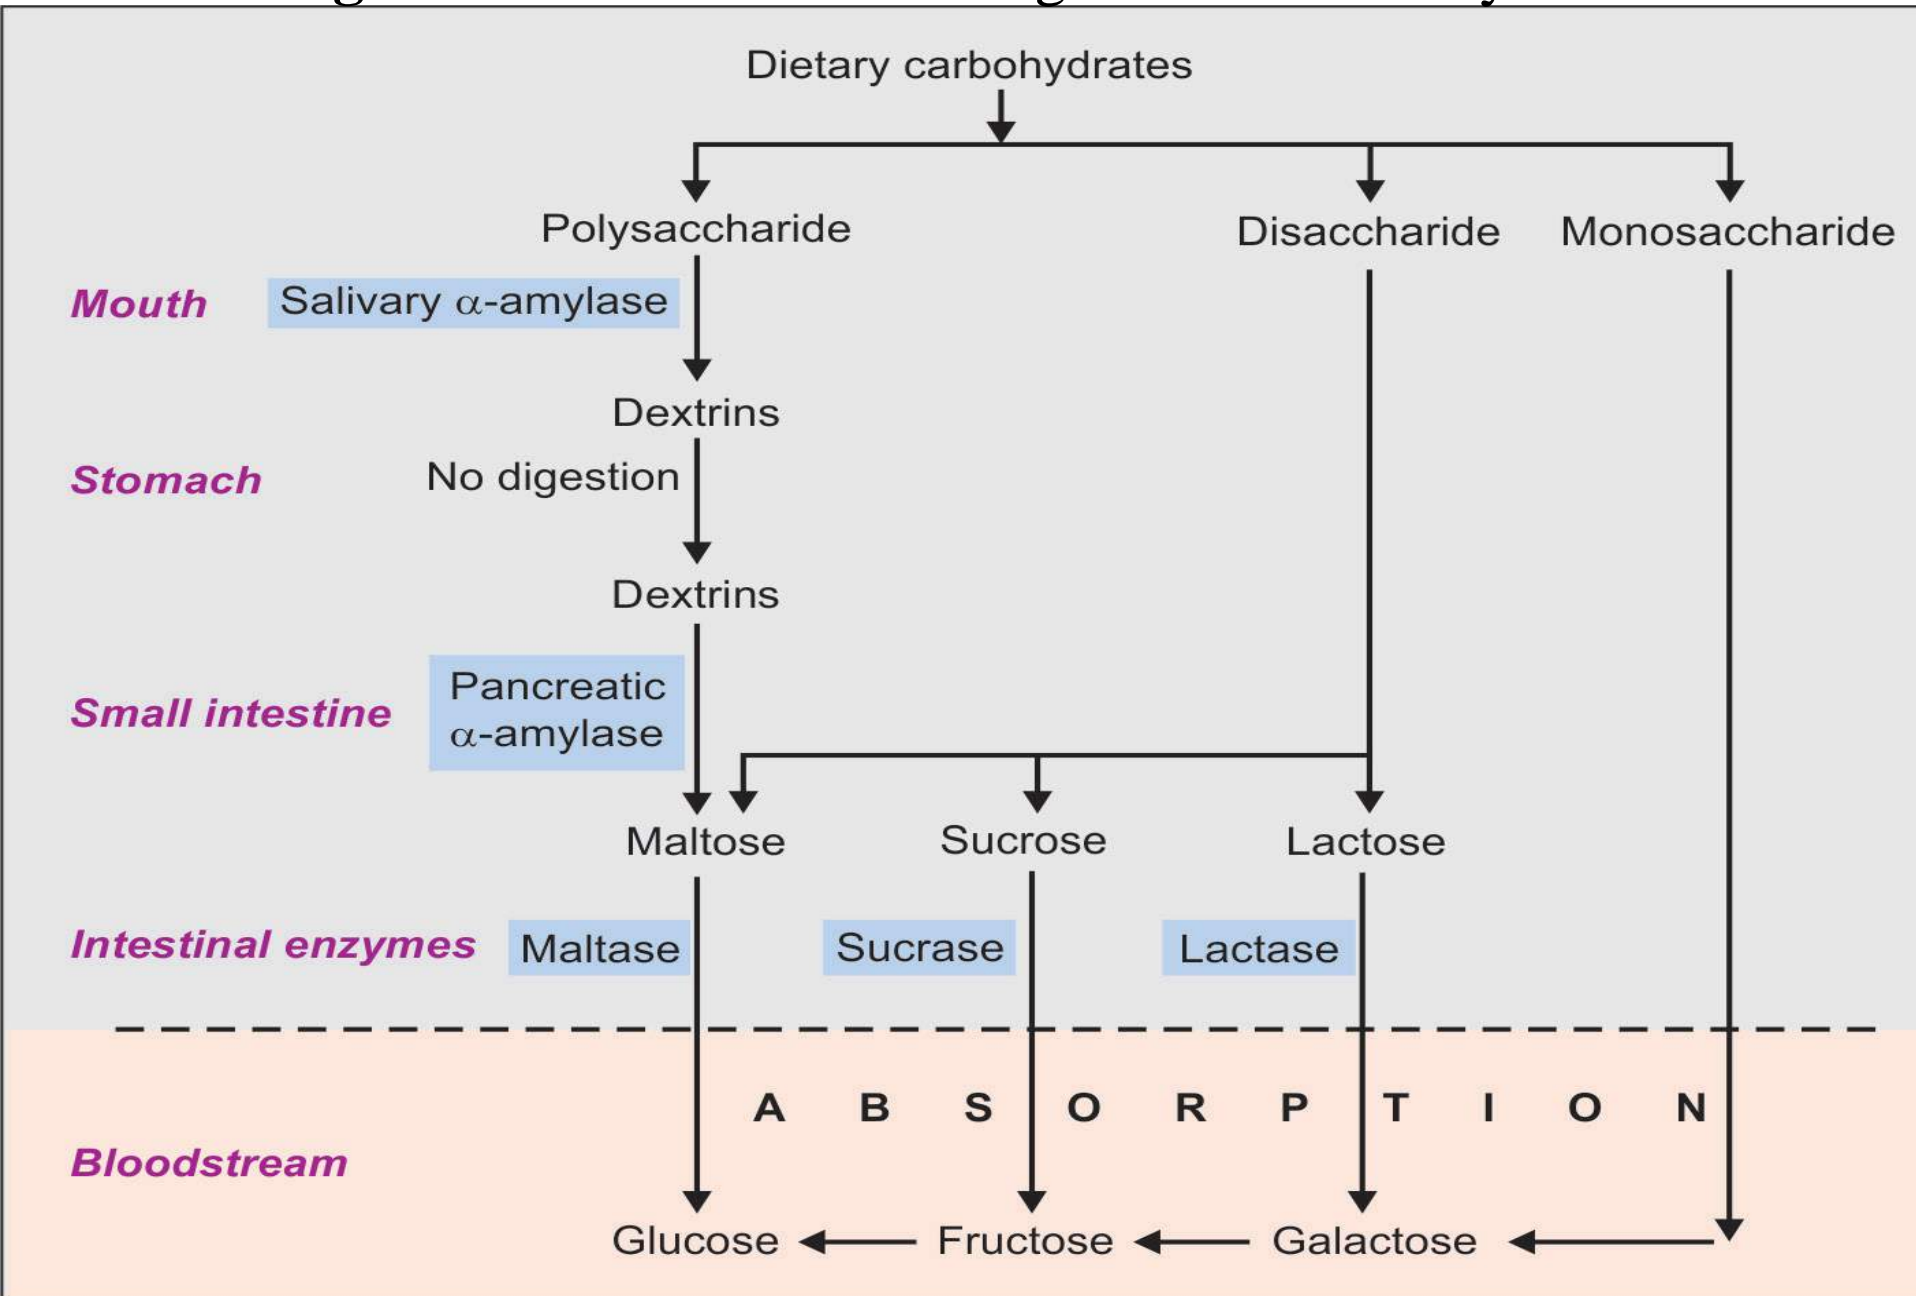 Dietary carbohydrates
Polysaccharide Disaccharide Monosaccharide
Mouth Salivary α-amylase
Dextrins
Stomach No digestion
Dextrins
Small intestine Pancreatic
α-amylase
Maltose Sucrose Lactose
Intestinal enzymes Maltase Sucrase Lactase
A B S O R P T I O N
Bloodstream
Glucose Fructose Galactose